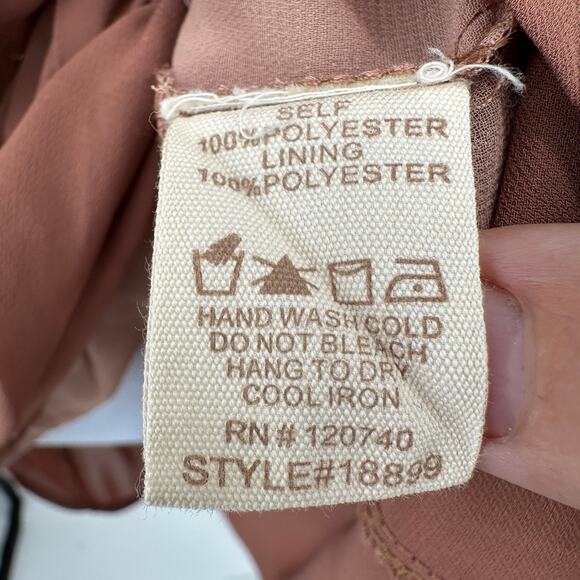 SELF
100% POLYESTER
LINING
100% POLYESTER
HAND WASH COLD
DO NOT BLEACH
HANG TO DRY
COOL IRON
RN # 120740
STYLE#18899